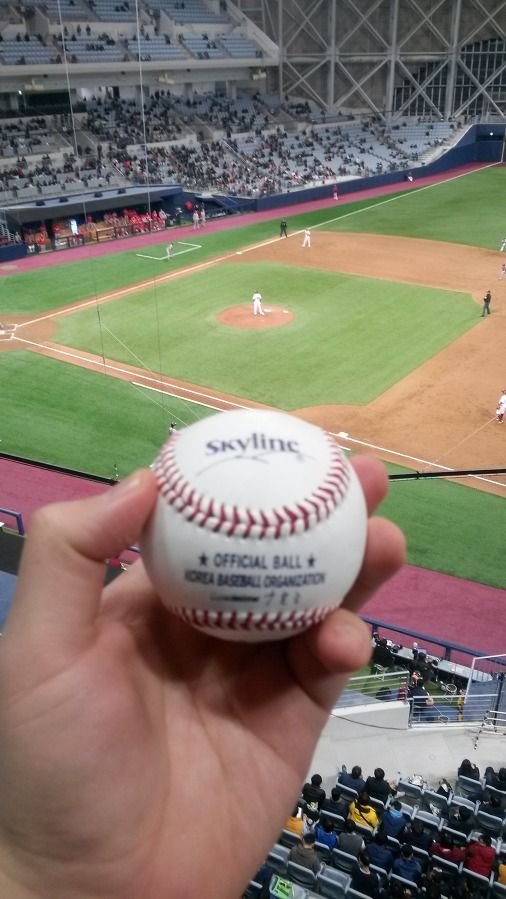 skyline
★ OFFICIAL BALL ★
KOREA BASEBALL ORGANIZATION